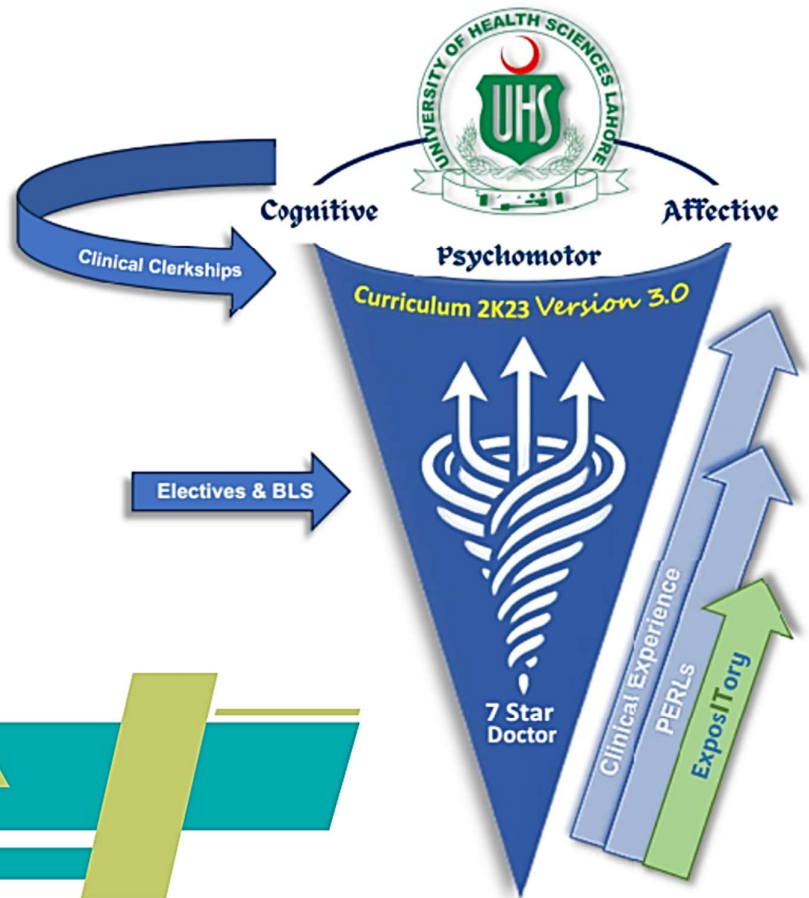 UNIVERSITY OF HEALTH SCIENCES LAHORE
UHS
Cognitive
Affective
Psychomotor
Clinical Clerkships
Curriculum 2K23 Version 3.0
Electives & BLS
7 Star
Doctor
Clinical Experience
PERLs
ExposITory